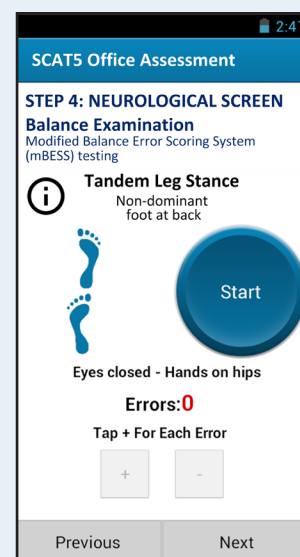 2:4
SCAT5 Office Assessment
STEP 4: NEUROLOGICAL SCREEN
Balance Examination
Modified Balance Error Scoring System
(mBESS) testing
Tandem Leg Stance
Non-dominant
foot at back
Start
Eyes closed - Hands on hips
Errors:0
Tap + For Each Error
+ -
Previous Next